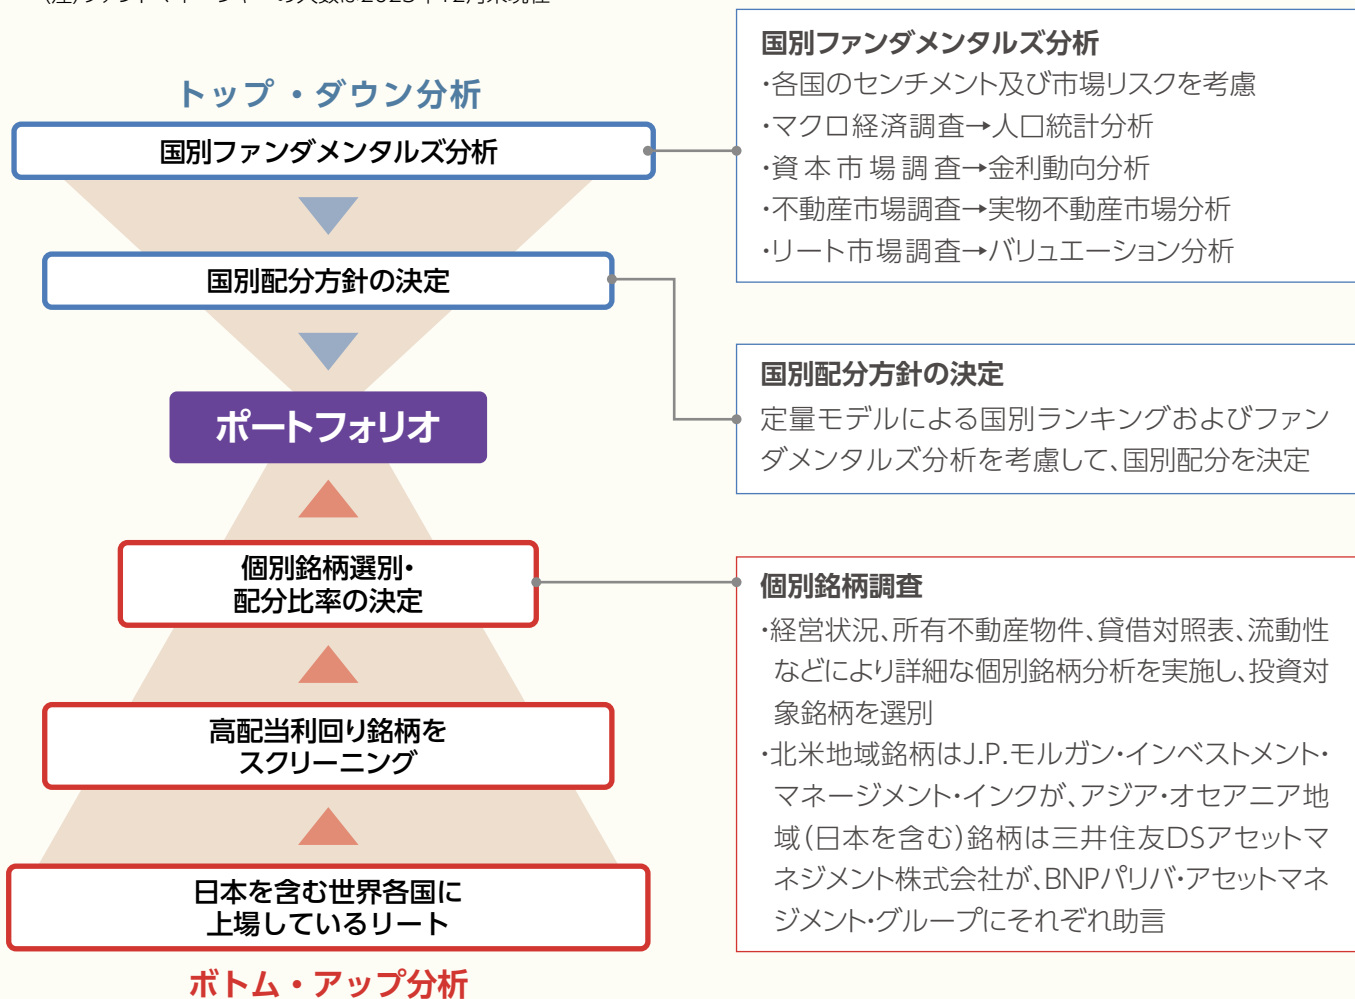 トップ・ダウン分析
国別ファンダメンタルズ分析
国別配分方針の決定
ポートフォリオ
個別銘柄選別・
配分比率の決定
高配当利回り銘柄を
スクリーニング
日本を含む世界各国に
上場しているリート
ボトム・アップ分析
国別ファンダメンタルズ分析
・各国のセンチメント及び市場リスクを考慮
・マクロ経済調査→人口統計分析
・資本市場調査→金利動向分析
・不動産市場調査→実物不動産市場分析
・リート市場調査→バリュエーション分析
国別配分方針の決定
定量モデルによる国別ランキングおよびファン
ダメンタルズ分析を考慮して、国別配分を決定
個別銘柄調査
・経営状況、所有不動産物件、貸借対照表、流動性
などにより詳細な個別銘柄分析を実施し、投資対
象銘柄を選別
・北米地域銘柄はJ.P.モルガン・インベストメント・
マネージメント・インクが、アジア・オセアニア地
域(日本を含む)銘柄は三井住友DSアセットマ
ネジメント株式会社が、BNPパリバ・アセットマネ
ジメント・グループにそれぞれ助言